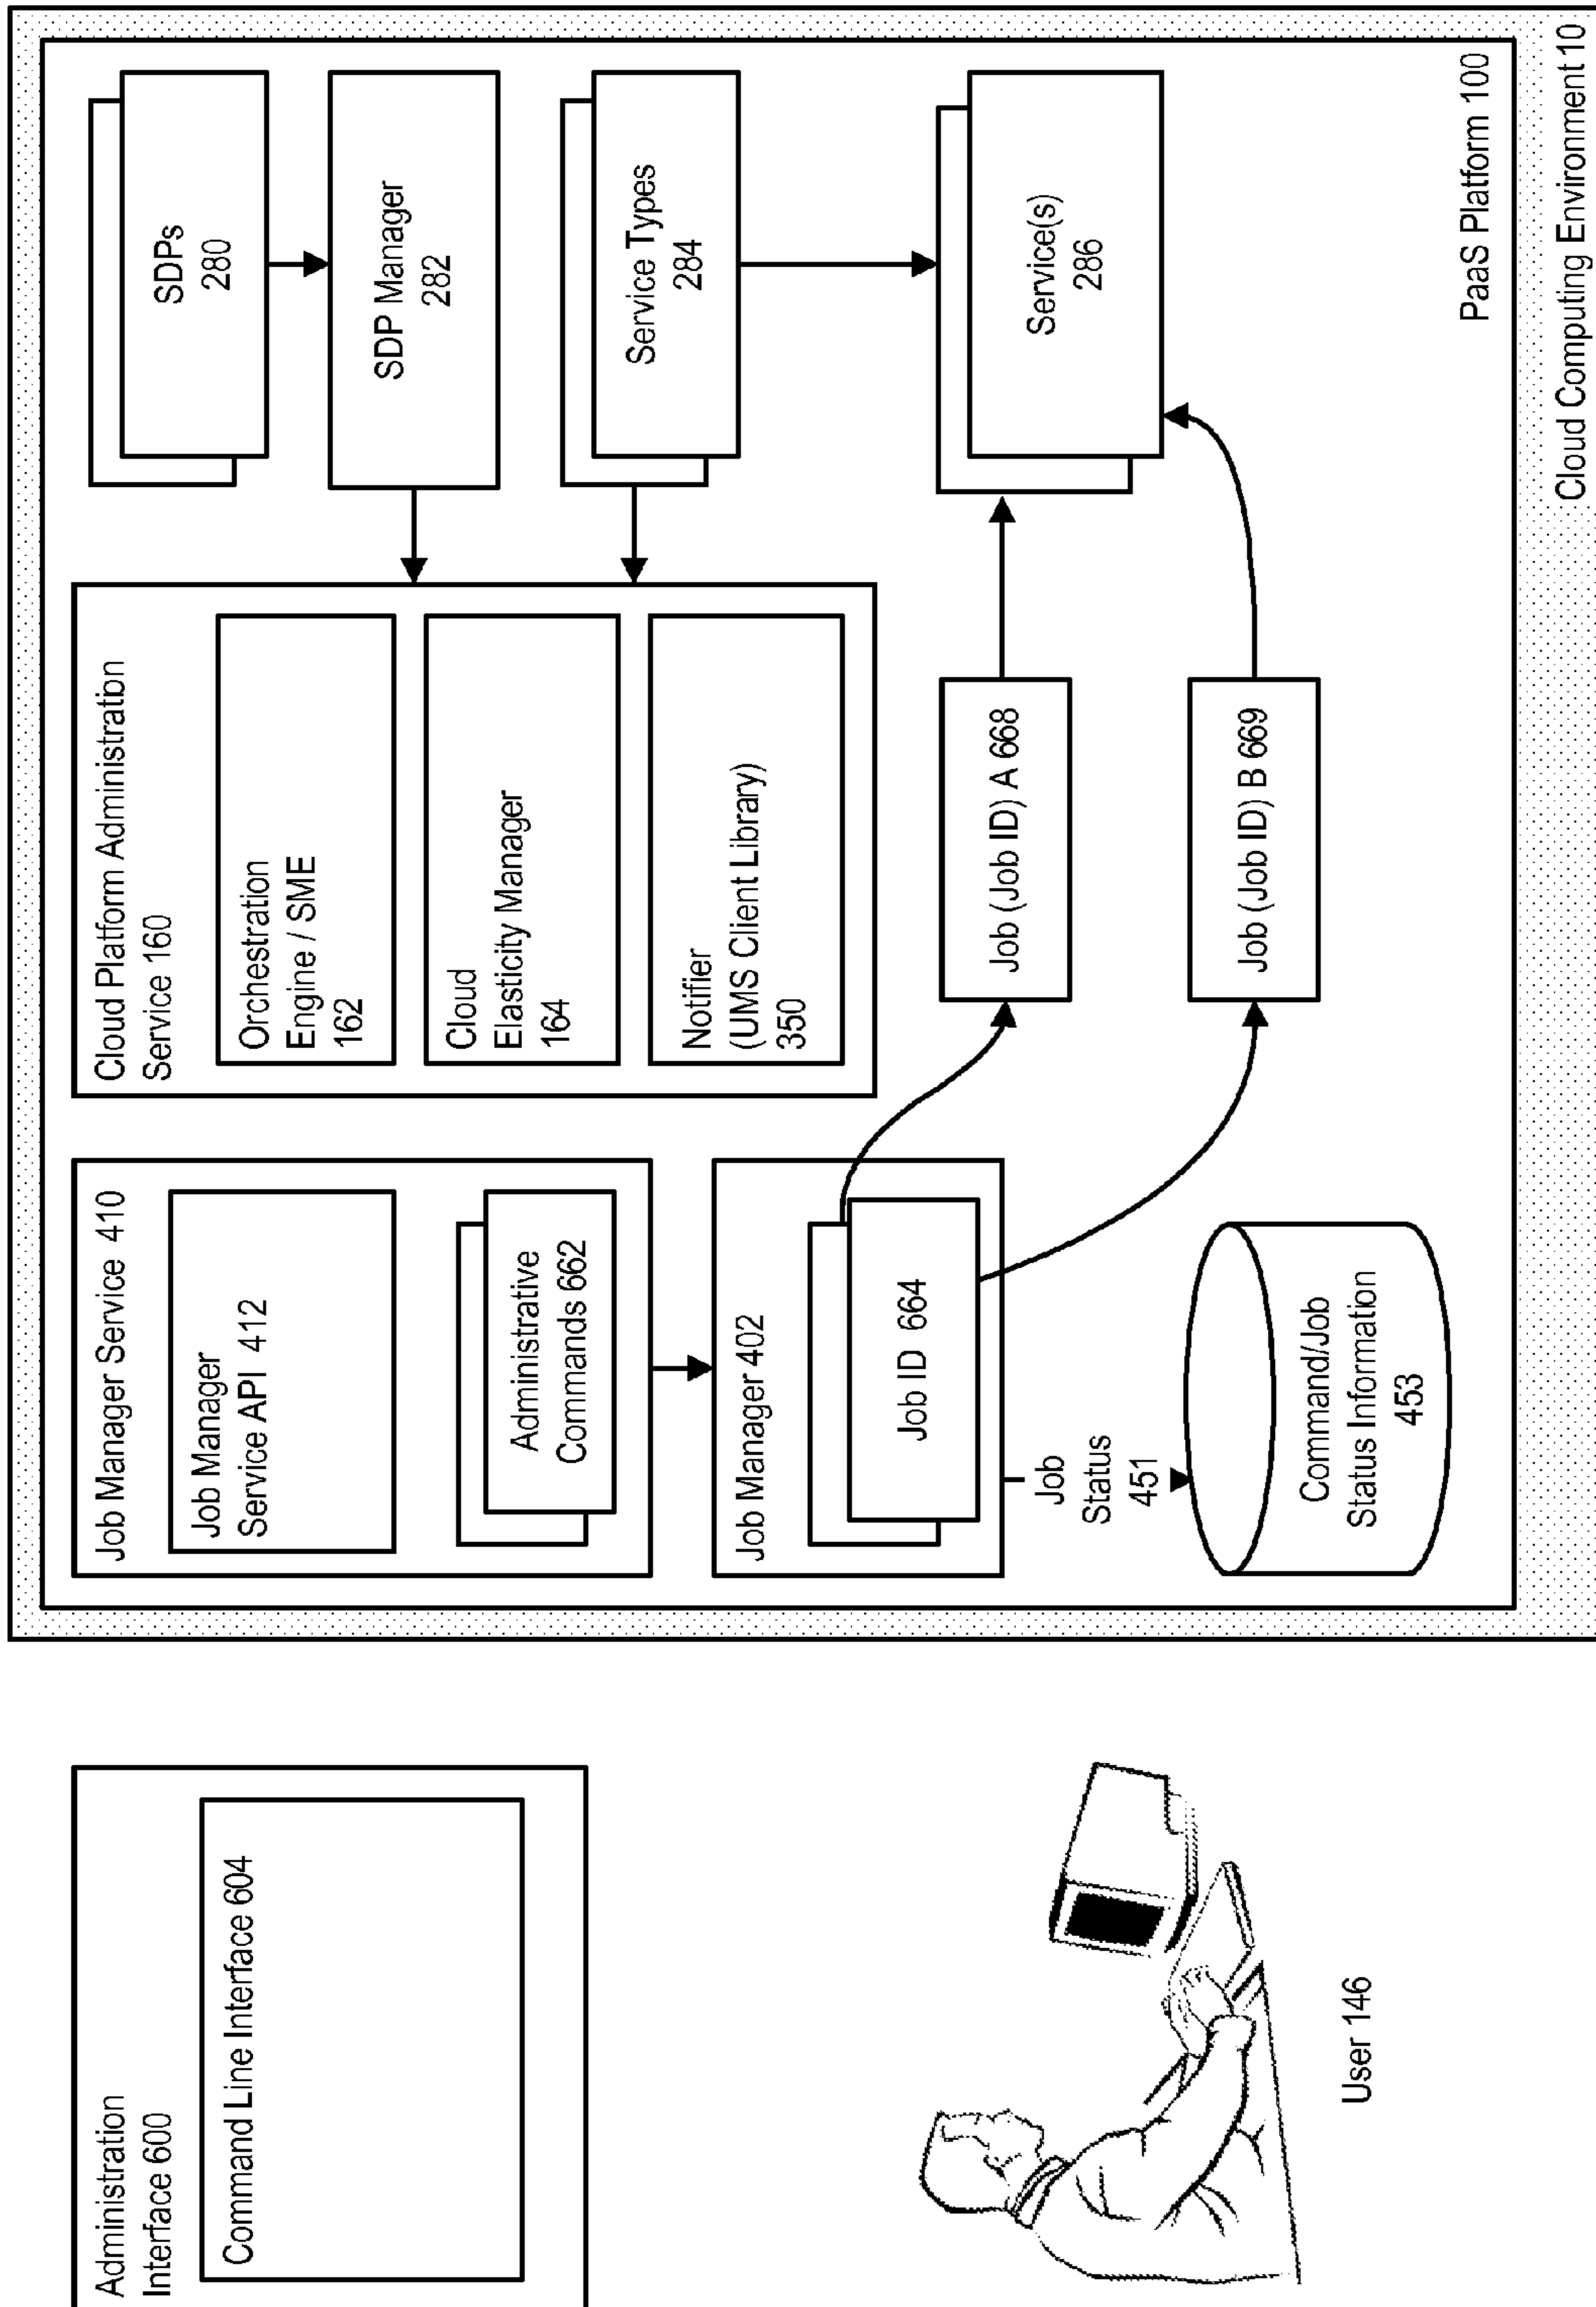 Administration
Interface 600
Command Line Interface 604
User 146
Job Manager Service 410
Job Manager
Service API 412
Administrative
Commands 662
Job Manager 402
Job ID 664
Job
Status
451
Command/Job
Status Information
453
Cloud Platform Administration
Service 160
Orchestration
Engine / SME
162
Cloud
Elasticity Manager
164
Notifier
(UMS Client Library)
350
Job (Job ID) A 668
Job (Job ID) B 669
SDPs
280
SDP Manager
282
Service Types
284
Service(s)
286
PaaS Platform 100
Cloud Computing Environment 10